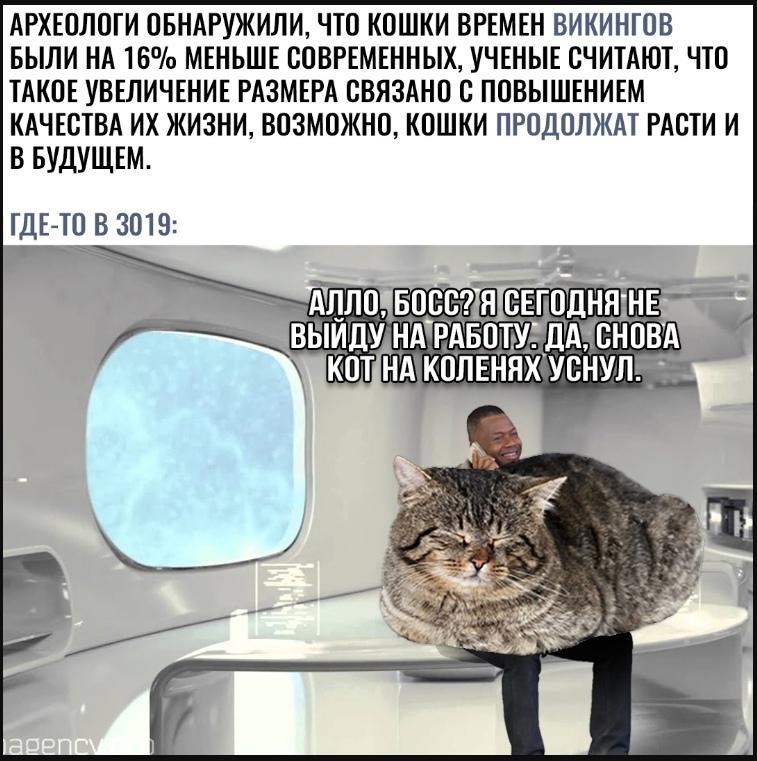 АРХЕОЛОГИ ОБНАРУЖИЛИ, ЧТО КОШКИ ВРЕМЕН ВИКИНГОВ
БЫЛИ НА 16% МЕНЬШЕ СОВРЕМЕННЫХ, УЧЕНЫЕ СЧИТАЮТ, ЧТО
ТАКОЕ УВЕЛИЧЕНИЕ РАЗМЕРА СВЯЗАНО С ПОВЫШЕНИЕМ
КАЧЕСТВА ИХ ЖИЗНИ, ВОЗМОЖНО, КОШКИ ПРОДОЛЖАТ РАСТИ И
В БУДУЩЕМ.
ГДЕ-ТО В 3019:
АЛЛО, БОСС? Я СЕГОДНЯ НЕ
ВЫЙДУ НА РАБОТУ. ДА, СНОВА
КОТ НА КОЛЕНЯХ УСНУЛ.